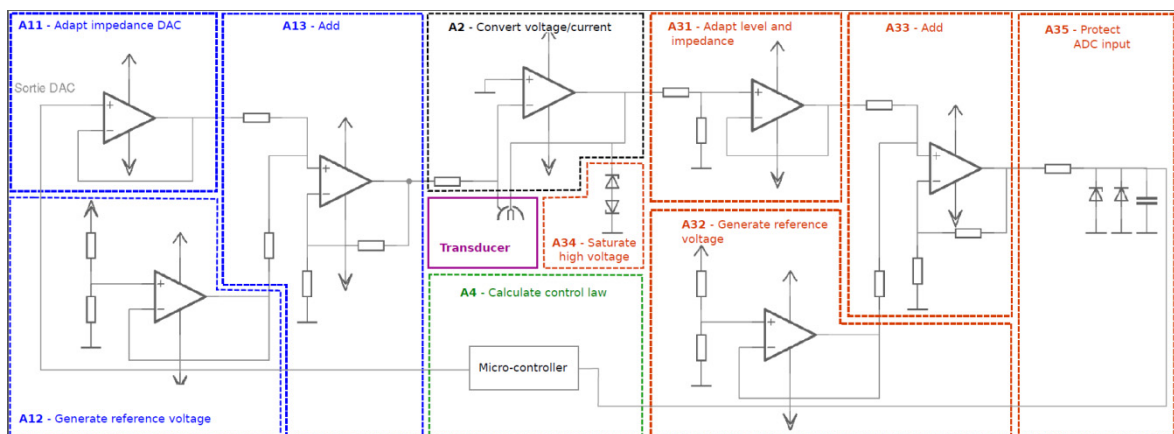 A11 - Adapt impedance DAC
A13 - Add
A2 - Convert voltage/current
A31 - Adapt level and
impedance
A33 - Add
A35 - Protect
ADC input
Sortie DAC
Transducer
A34 - Saturate
high voltage
A32 - Generate reference
voltage
A4 - Calculate control law
Micro-controller
A12 - Generate reference voltage